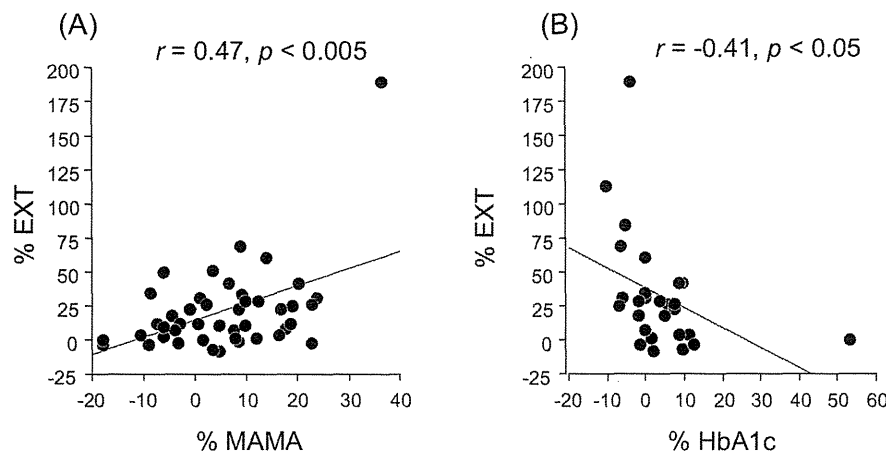 (A)
r = 0.47, p < 0.005
200
175
150
125
100
75
50
25
0
-25
% EXT
-20 -10 0 10 20 30 40
% MAMA
(B)
r = -0.41, p < 0.05
200
175
150
125
100
75
50
25
0
-25
% EXT
-20 -10 0 10 20 30 40 50 60
% HbA1c